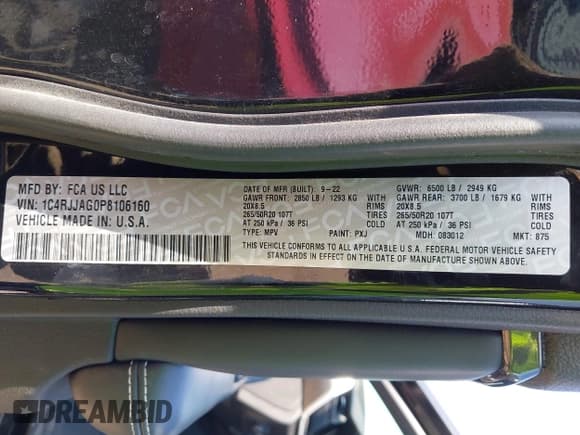 MFD BY: FCA US LLC
VIN: 1C4RJJAG0P8106160
VEHICLE MADE IN: U.S.A.
DATE OF MFR (BUILT): 9-22
GVWR: 6500 LB / 2949 KG
GAWR FRONT: 2850 LB / 1293 KG WITH
20X8.5 RIMS
265/50R20 107T TIRES
AT 250 kPa / 36 PSI COLD
GAWR REAR: 3700 LB / 1679 KG WITH
20X8.5 RIMS
265/50R20 107T TIRES
AT 250 kPa / 36 PSI COLD
TYPE: MPV PAINT: PXJ MDH: 083012 MKT: 875
THIS VEHICLE CONFORMS TO ALL APPLICABLE U.S.A. FEDERAL MOTOR VEHICLE SAFETY
STANDARDS IN EFFECT ON THE DATE OF MANUFACTURE SHOWN ABOVE.
DREAMBID